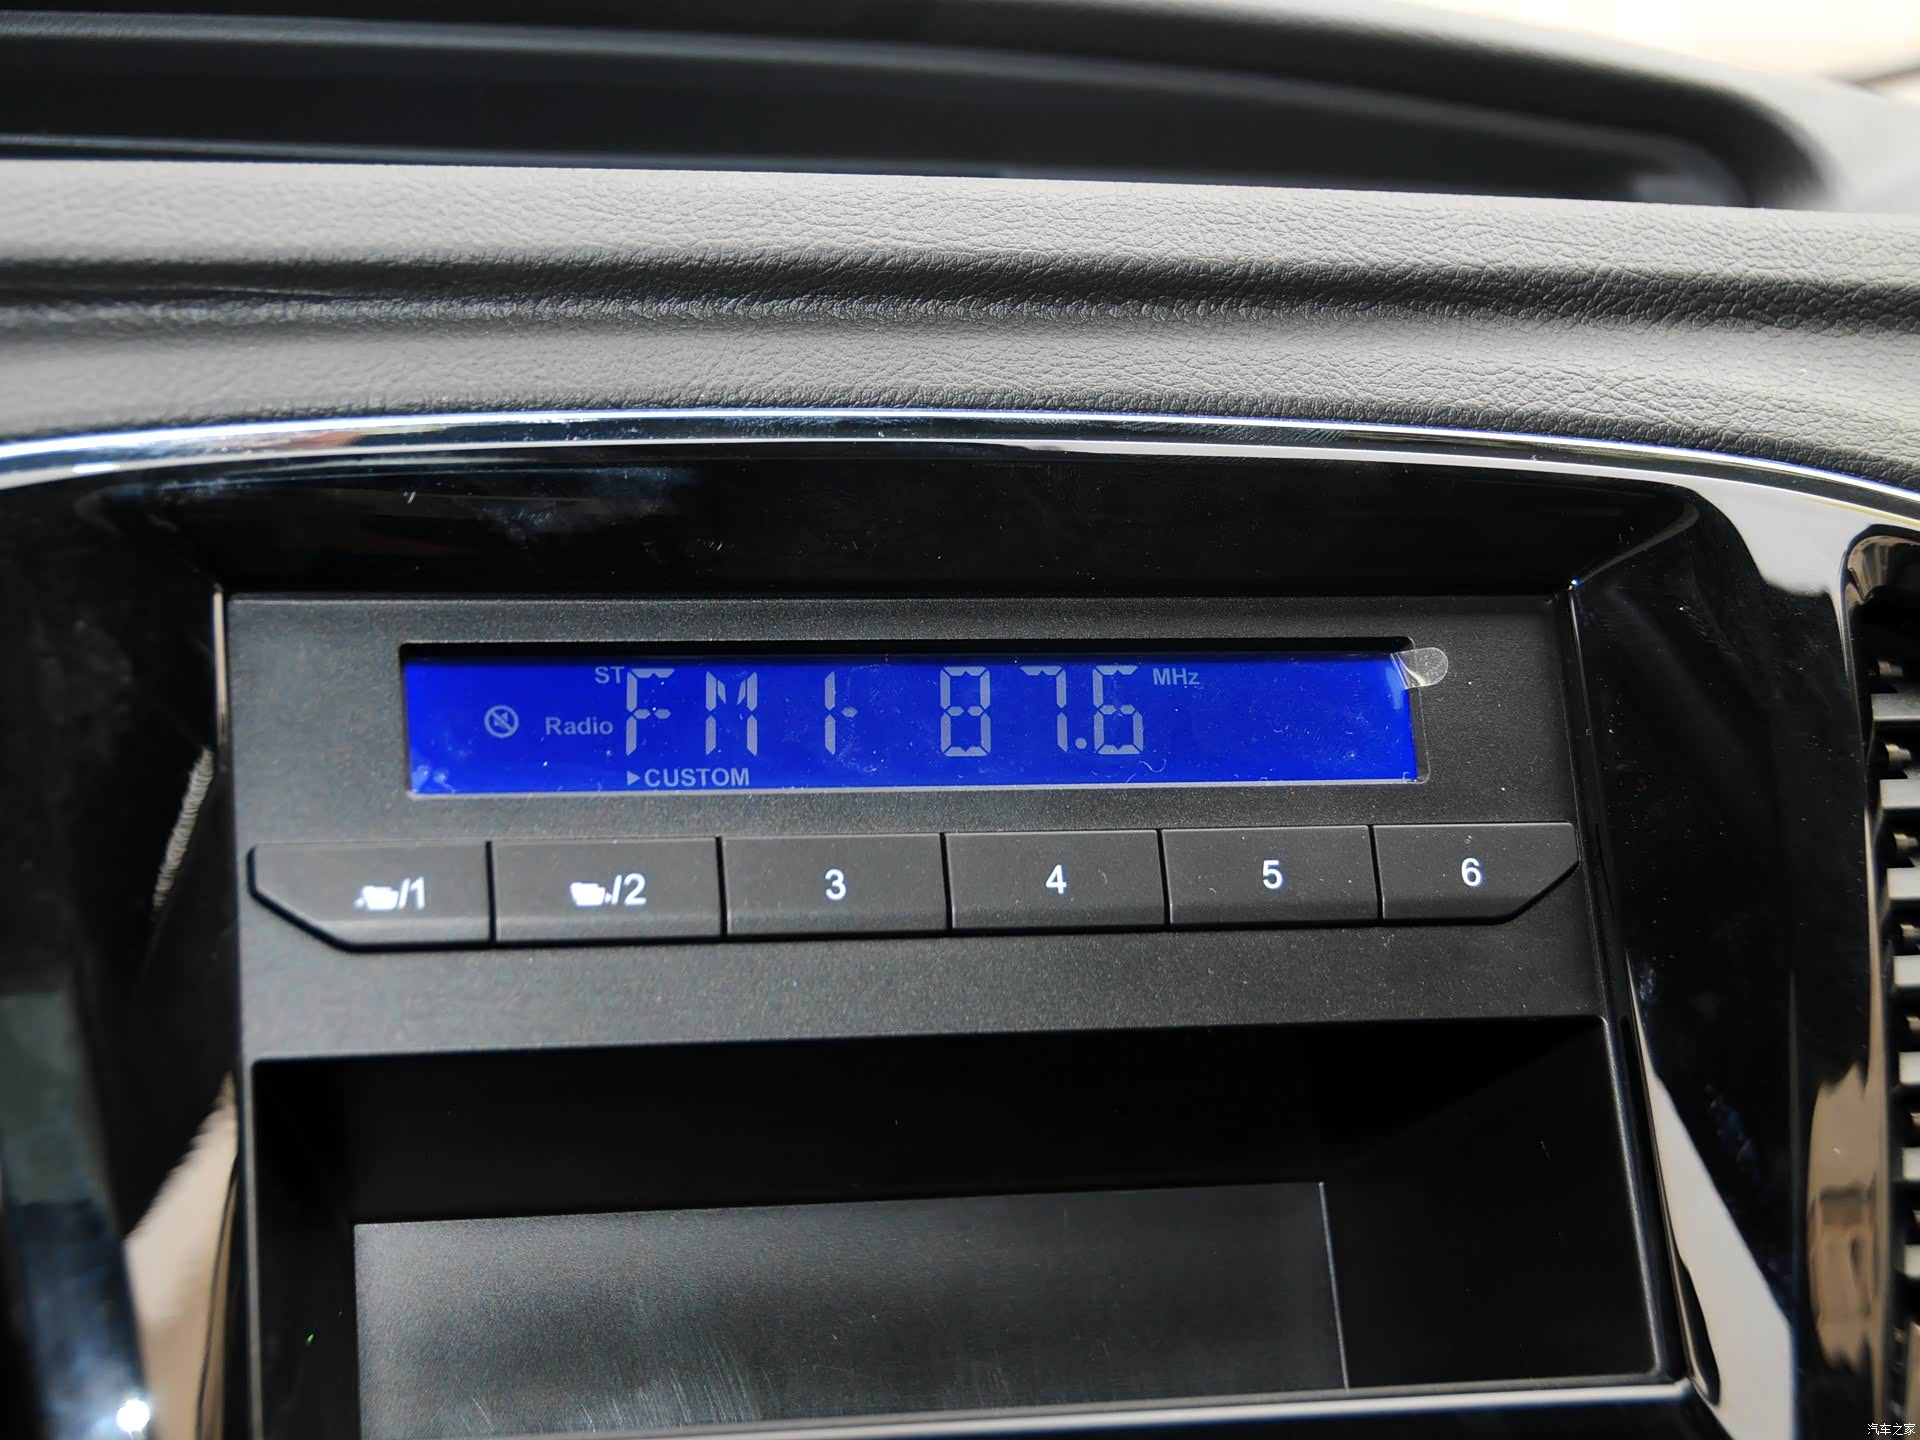 ST FM1- 87.6 MHz
Radio
▶CUSTOM
/1 /2 3 4 5 6
汽车之家